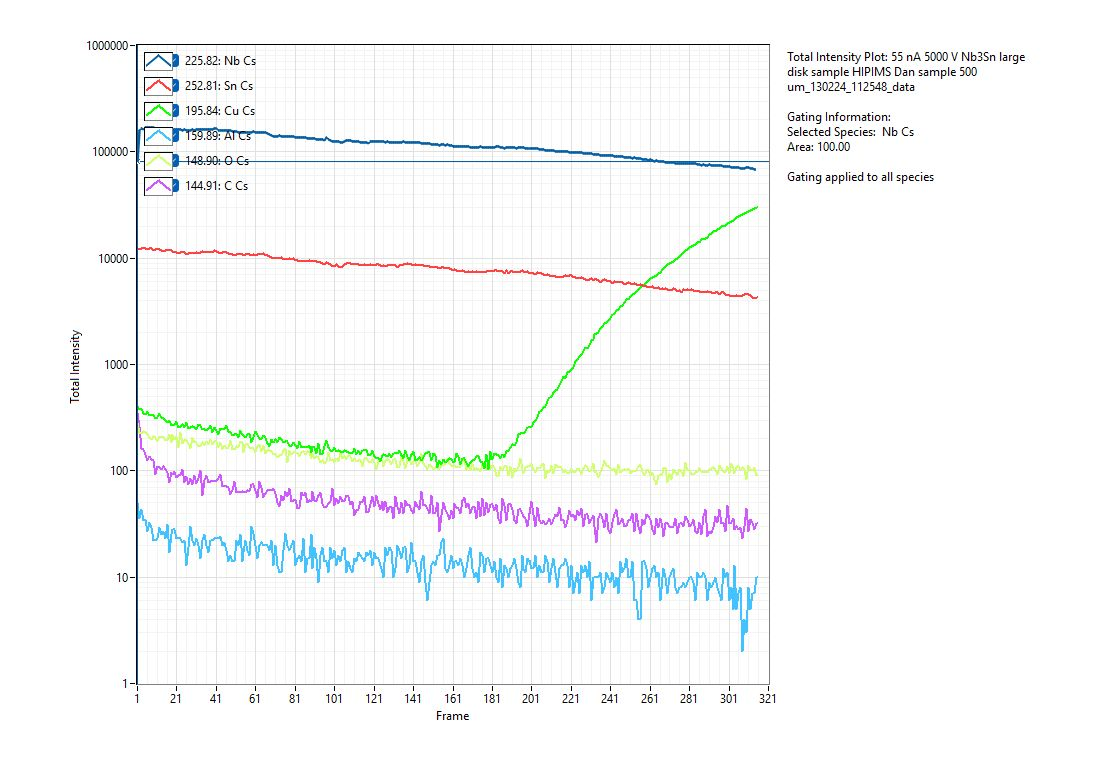 1000000
100000
10000
1000
100
10
1
Total Intensity
225.82: Nb Cs
252.81: Sn Cs
195.84: Cu Cs
159.89: Al Cs
148.90: O Cs
144.91: C Cs
1 21 41 61 81 101 121 141 161 181 201 221 241 261 281 301 321
Frame
Total Intensity Plot: 55 nA 5000 V Nb3Sn large
disk sample HIPIMS Dan sample 500
um_130224_112548_data
Gating Information:
Selected Species: Nb Cs
Area: 100.00
Gating applied to all species